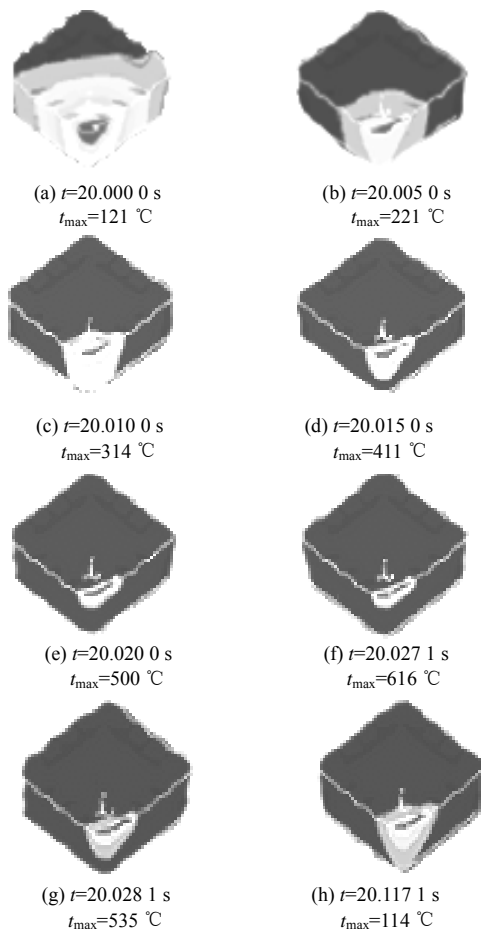 (a) t=20.000 0 s
tmax=121 ℃
(b) t=20.005 0 s
tmax=221 ℃
(c) t=20.010 0 s
tmax=314 ℃
(d) t=20.015 0 s
tmax=411 ℃
(e) t=20.020 0 s
tmax=500 ℃
(f) t=20.027 1 s
tmax=616 ℃
(g) t=20.028 1 s
tmax=535 ℃
(h) t=20.117 1 s
tmax=114 ℃